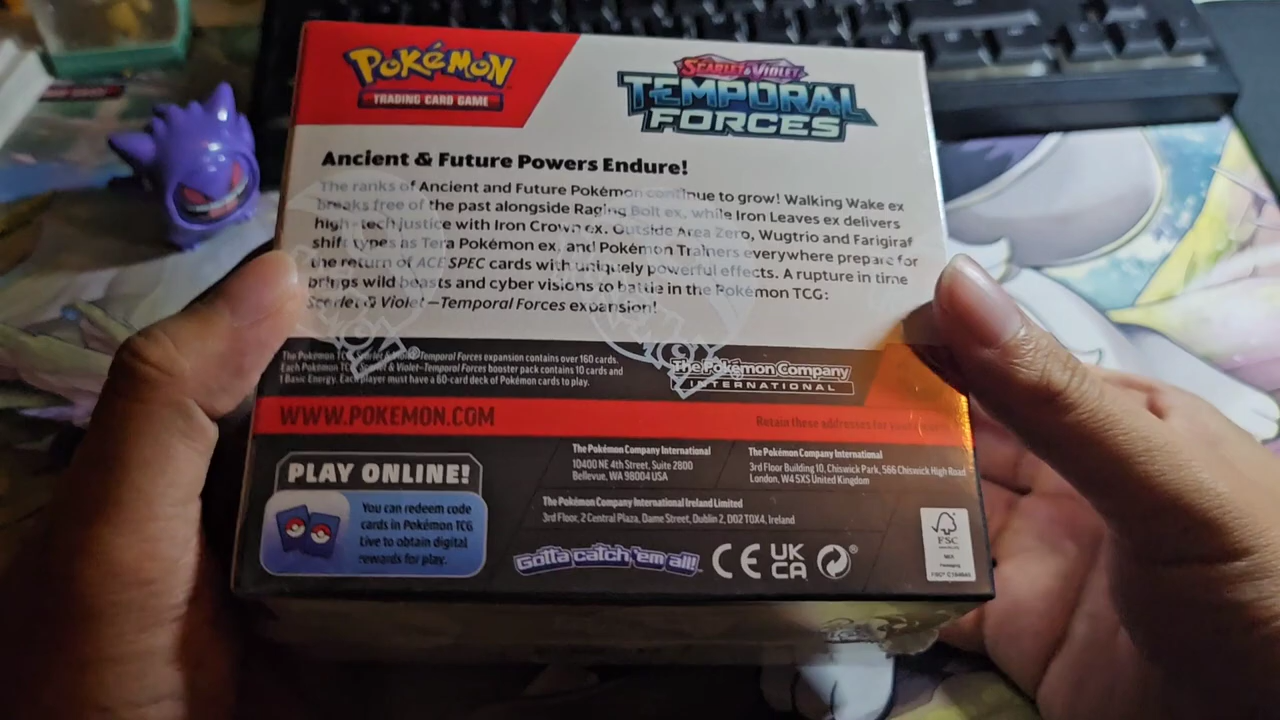 POKéMON
TRADING CARD GAME
SCARLET & VIOLET
TEMPORAL
FORCES
Ancient & Future Powers Endure!
The ranks of Ancient and Future Pokémon continue to grow! Walking Wake ex
breaks free of the past alongside Raging Bolt ex, while Iron Leaves ex delivers
high-tech justice with Iron Crown ex. Outside Area Zero, Wugtrio and Farigiraf
shift types as Tera Pokémon ex, and Pokémon Trainers everywhere prepare for
the return of ACE SPEC cards with uniquely powerful effects. A rupture in time
brings wild beasts and cyber visions to battle in the Pokémon TCG:
Scarlet & Violet—Temporal Forces expansion!
The Pokémon TCG: Scarlet & Violet—Temporal Forces expansion contains over 160 cards.
Each Pokémon TCG: Scarlet & Violet—Temporal Forces booster pack contains 10 cards and
1 Basic Energy. Each player must have a 60-card deck of Pokémon cards to play.
The Pokémon Company
INTERNATIONAL
WWW.POKEMON.COM
Retain these addresses for your
PLAY ONLINE!
You can redeem code
cards in Pokémon TCG
Live to obtain digital
rewards for play.
The Pokémon Company International
10400 NE 4th Street, Suite 2800
Bellevue, WA 98004 USA
The Pokémon Company International
3rd Floor Building 10, Chiswick Park, 566 Chiswick High Road
London, W4 5XS United Kingdom
The Pokémon Company International Ireland Limited
3rd Floor, 2 Central Plaza, Dame Street, Dublin 2, D02 T0X4, Ireland
Gotta catch 'em all!
CE
UK
CA
®
FSC
MIX
Packaging